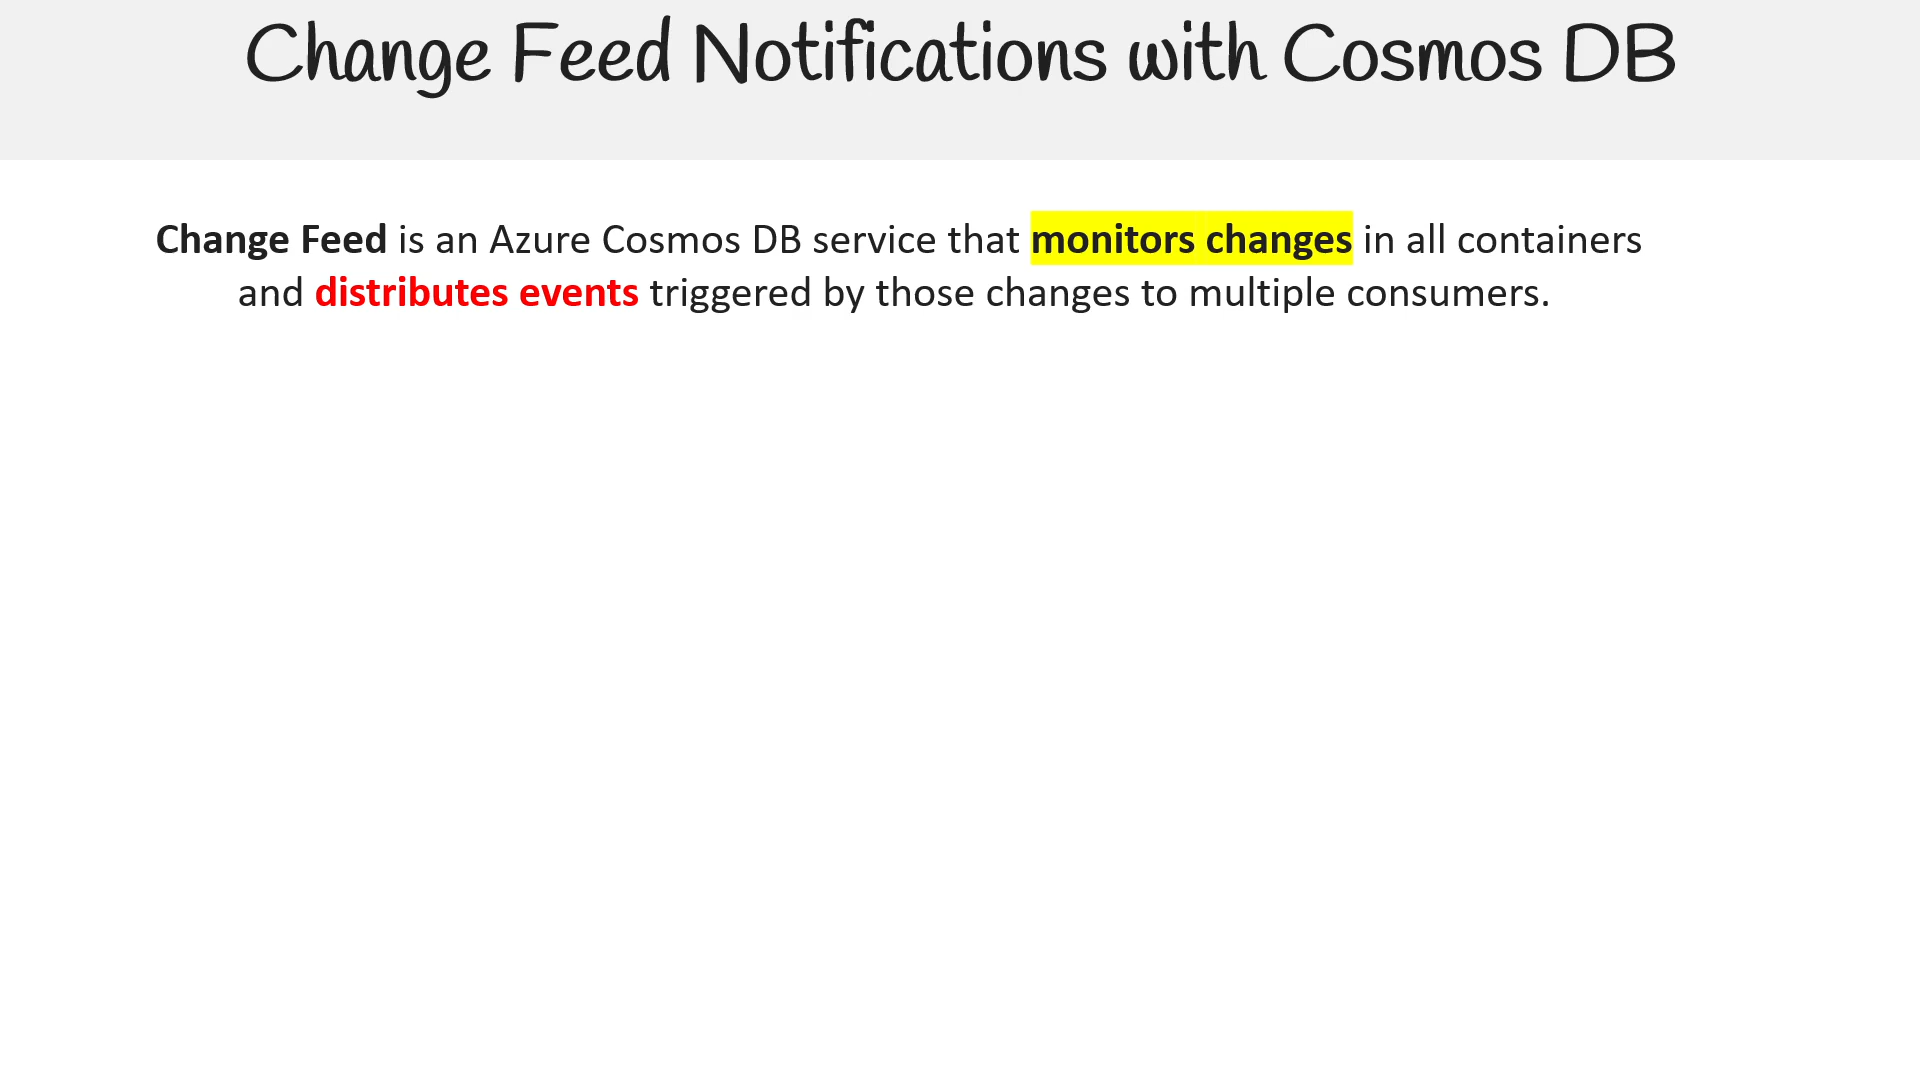 Change Feed Notifications with Cosmos DB
Change Feed is an Azure Cosmos DB service that monitors changes in all containers
and distributes events triggered by those changes to multiple consumers.